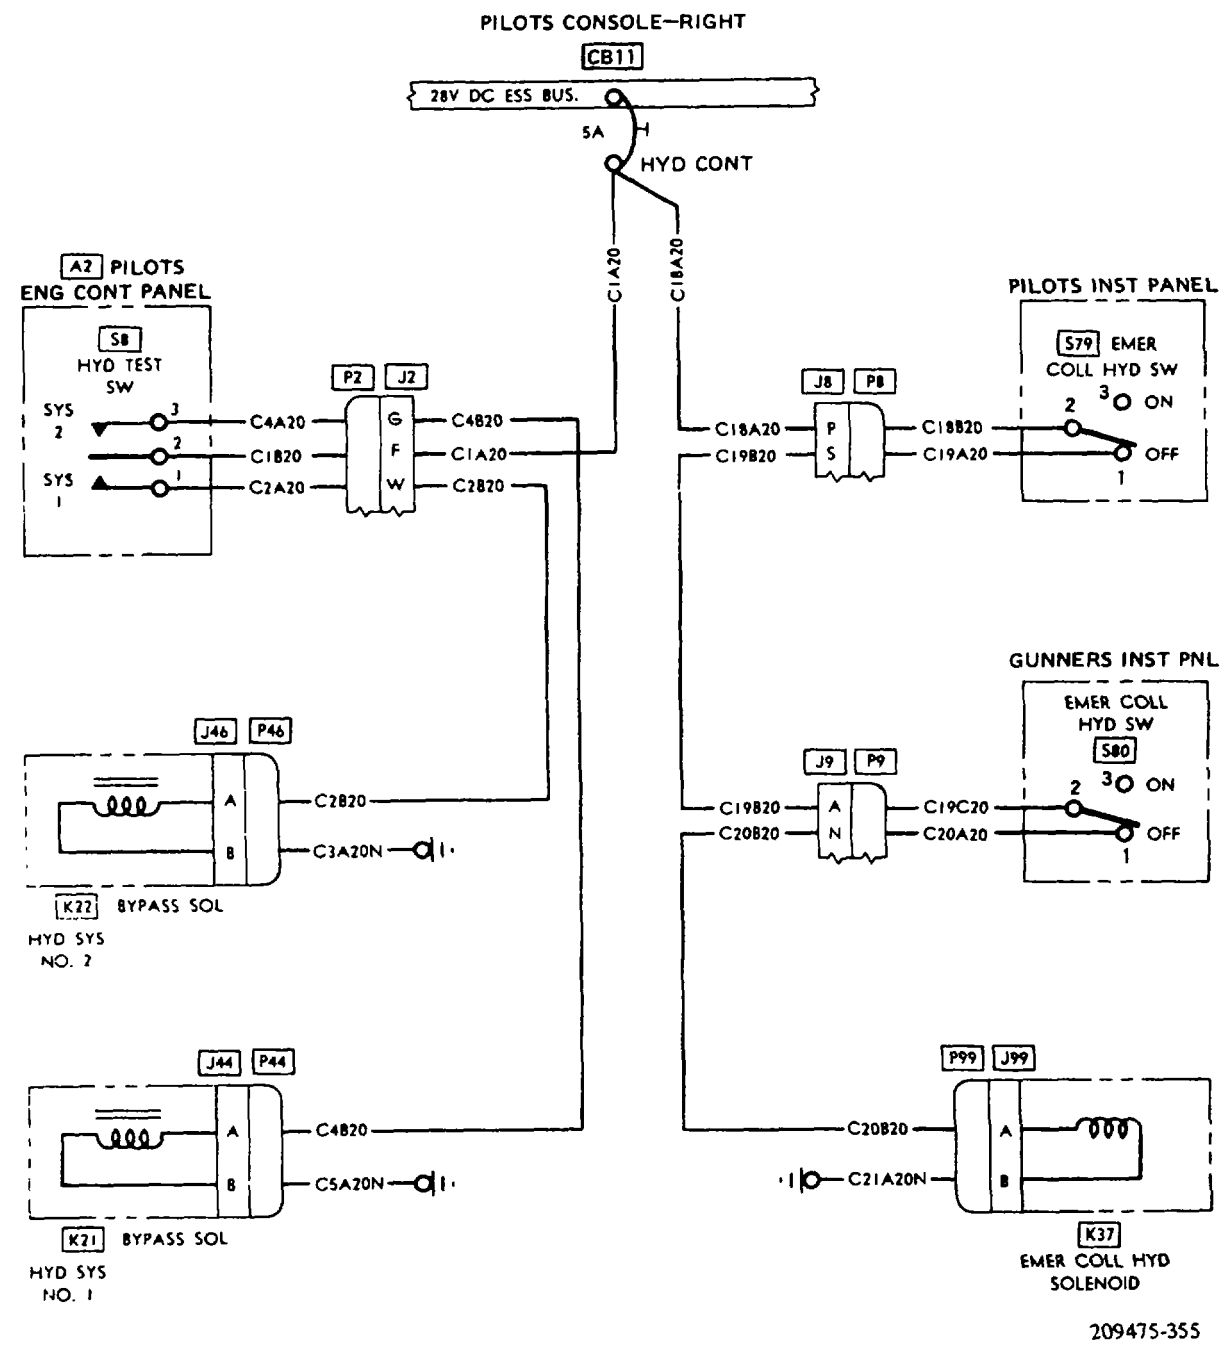 PILOTS CONSOLE—RIGHT
CB11
28V DC ESS BUS.
5A
HYD CONT
C1A20
C18A20
A2 PILOTS
ENG CONT PANEL
S8
HYD TEST
SW
SYS
2
3
2
SYS
1
1
C4A20
C1B20
C2A20
P2
J2
G
F
W
C4B20
C1A20
C2B20
PILOTS INST PANEL
S79 EMER
COLL HYD SW
3 ON
2
OFF
1
J8
P8
C18A20
P
C18B20
C19B20
S
C19A20
GUNNERS INST PNL
EMER COLL
HYD SW
S80
3 ON
2
OFF
1
J9
P9
C19B20
A
C19C20
C20B20
N
C20A20
J46
P46
A
C2B20
B
C3A20N
K22 BYPASS SOL
HYD SYS
NO. 2
J44
P44
A
C4B20
B
C5A20N
K21 BYPASS SOL
HYD SYS
NO. 1
P99
J99
C20B20
A
C21A20N
B
K37
EMER COLL HYD
SOLENOID
209475-355